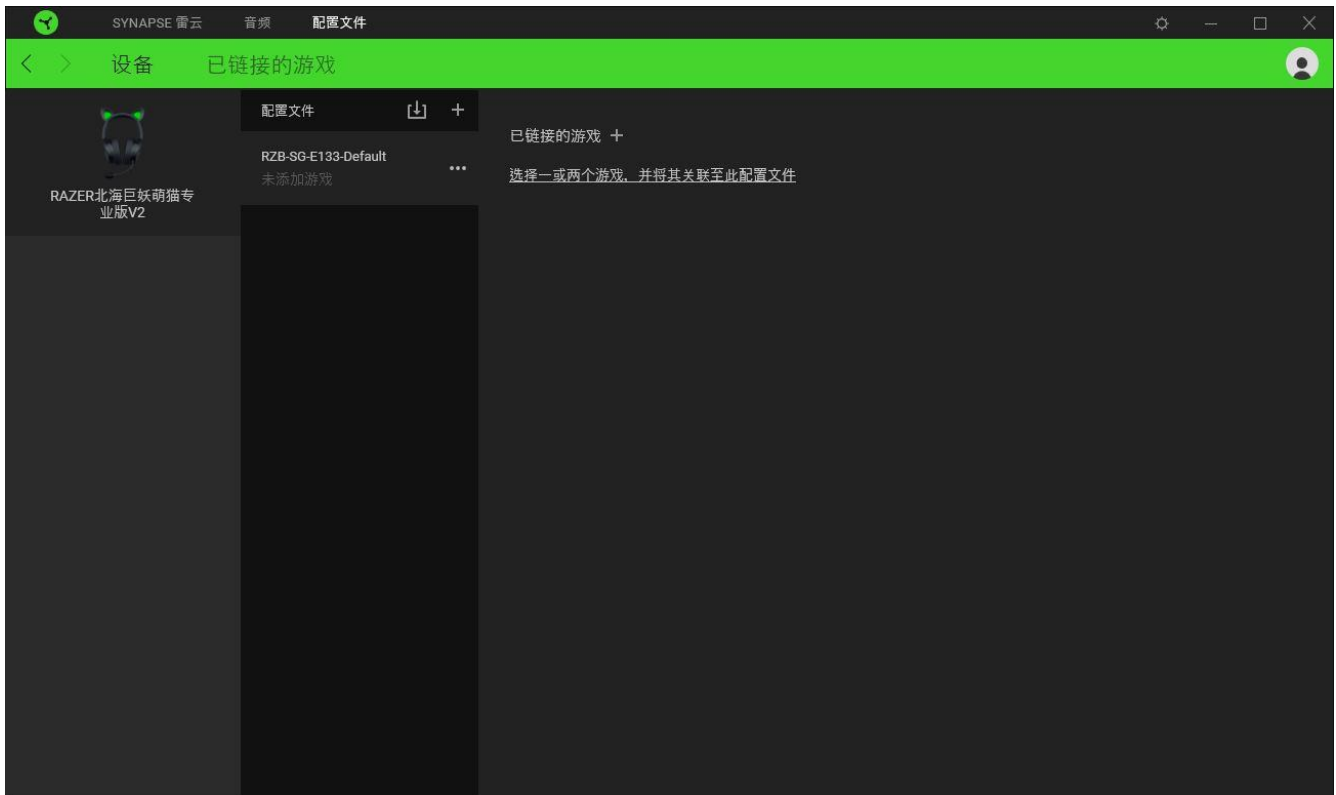 SYNAPSE 雷云 音频 配置文件
设备 已链接的游戏
RAZER北海巨妖萌猫专
业版V2
配置文件
RZB-SG-E133-Default
未添加游戏
已链接的游戏 +
选择一或两个游戏，并将其关联至此配置文件